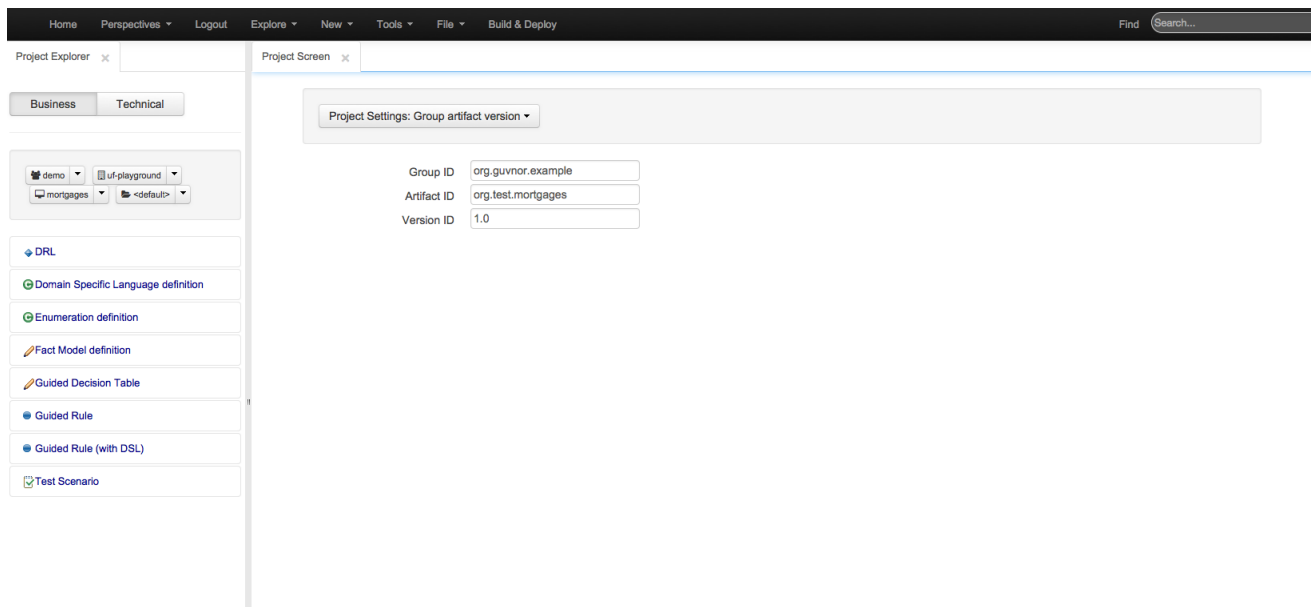 Home Perspectives Logout Explore New Tools File Build & Deploy Find Search...
Project Explorer
Project Screen
Business Technical
Project Settings: Group artifact version
demo uf-playground
mortgages <default>
Group ID org.guvnor.example
Artifact ID org.test.mortgages
Version ID 1.0
DRL
Domain Specific Language definition
Enumeration definition
Fact Model definition
Guided Decision Table
Guided Rule
Guided Rule (with DSL)
Test Scenario